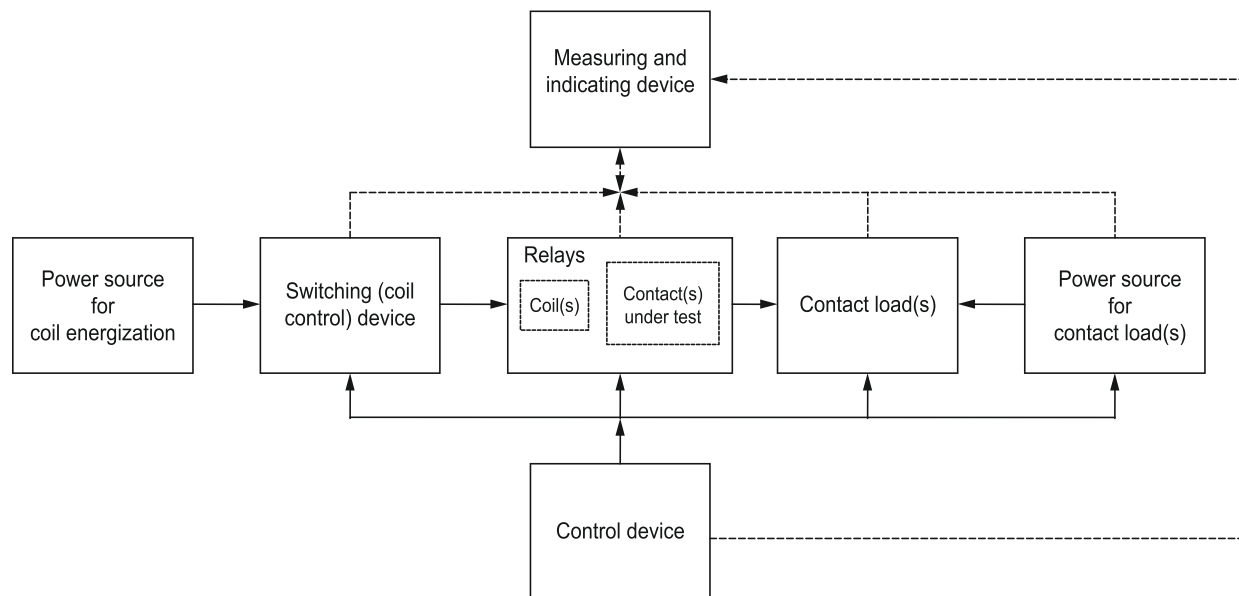 Measuring and
indicating device
Power source
for
coil energization
Switching (coil
control) device
Relays
Coil(s)
Contact(s)
under test
Contact load(s)
Power source
for
contact load(s)
Control device